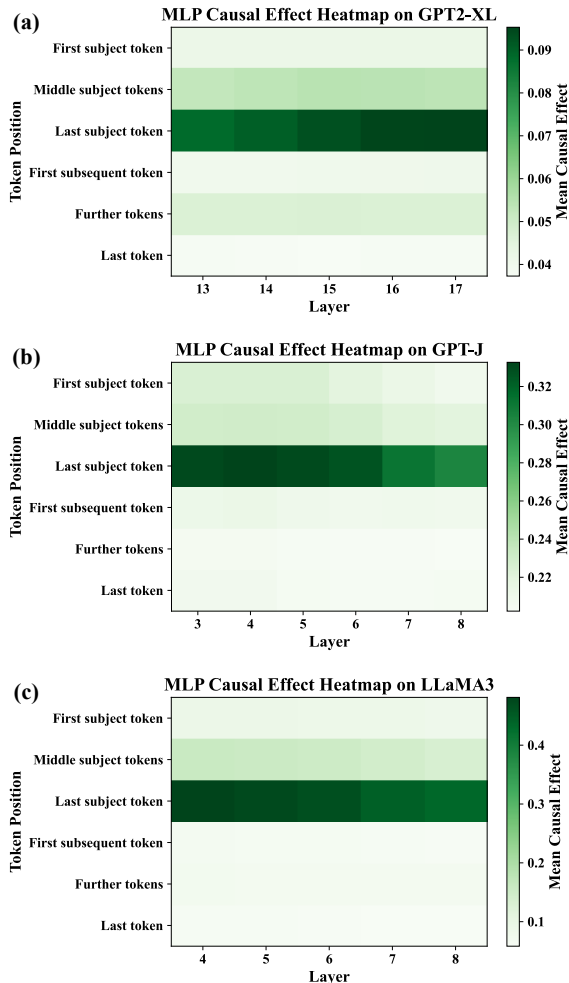 (a)
MLP Causal Effect Heatmap on GPT2-XL
Token Position
First subject token
Middle subject tokens
Last subject token
First subsequent token
Further tokens
Last token
13 14 15 16 17
Layer
0.09
0.08
0.07
0.06
0.05
0.04
Mean Causal Effect
(b)
MLP Causal Effect Heatmap on GPT-J
Token Position
First subject token
Middle subject tokens
Last subject token
First subsequent token
Further tokens
Last token
3 4 5 6 7 8
Layer
0.32
0.30
0.28
0.26
0.24
0.22
Mean Causal Effect
(c)
MLP Causal Effect Heatmap on LLaMA3
Token Position
First subject token
Middle subject tokens
Last subject token
First subsequent token
Further tokens
Last token
4 5 6 7 8
Layer
0.4
0.3
0.2
0.1
Mean Causal Effect